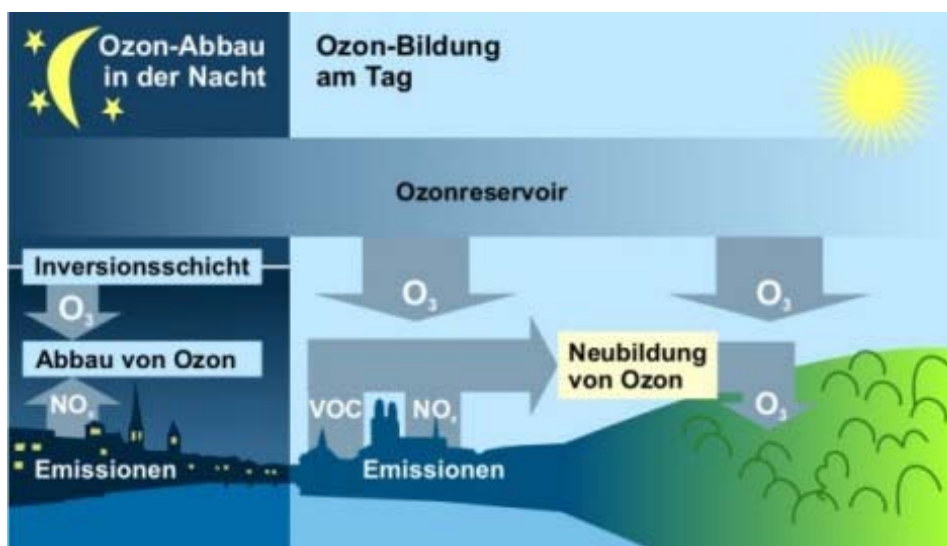 Ozon-Abbau
in der Nacht
Ozon-Bildung
am Tag
Ozonreservoir
Inversionsschicht
O₃
Abbau von Ozon
NOₓ
Emissionen
O₃
VOC
NOₓ
Emissionen
Neubildung
von Ozon
O₃
O₃